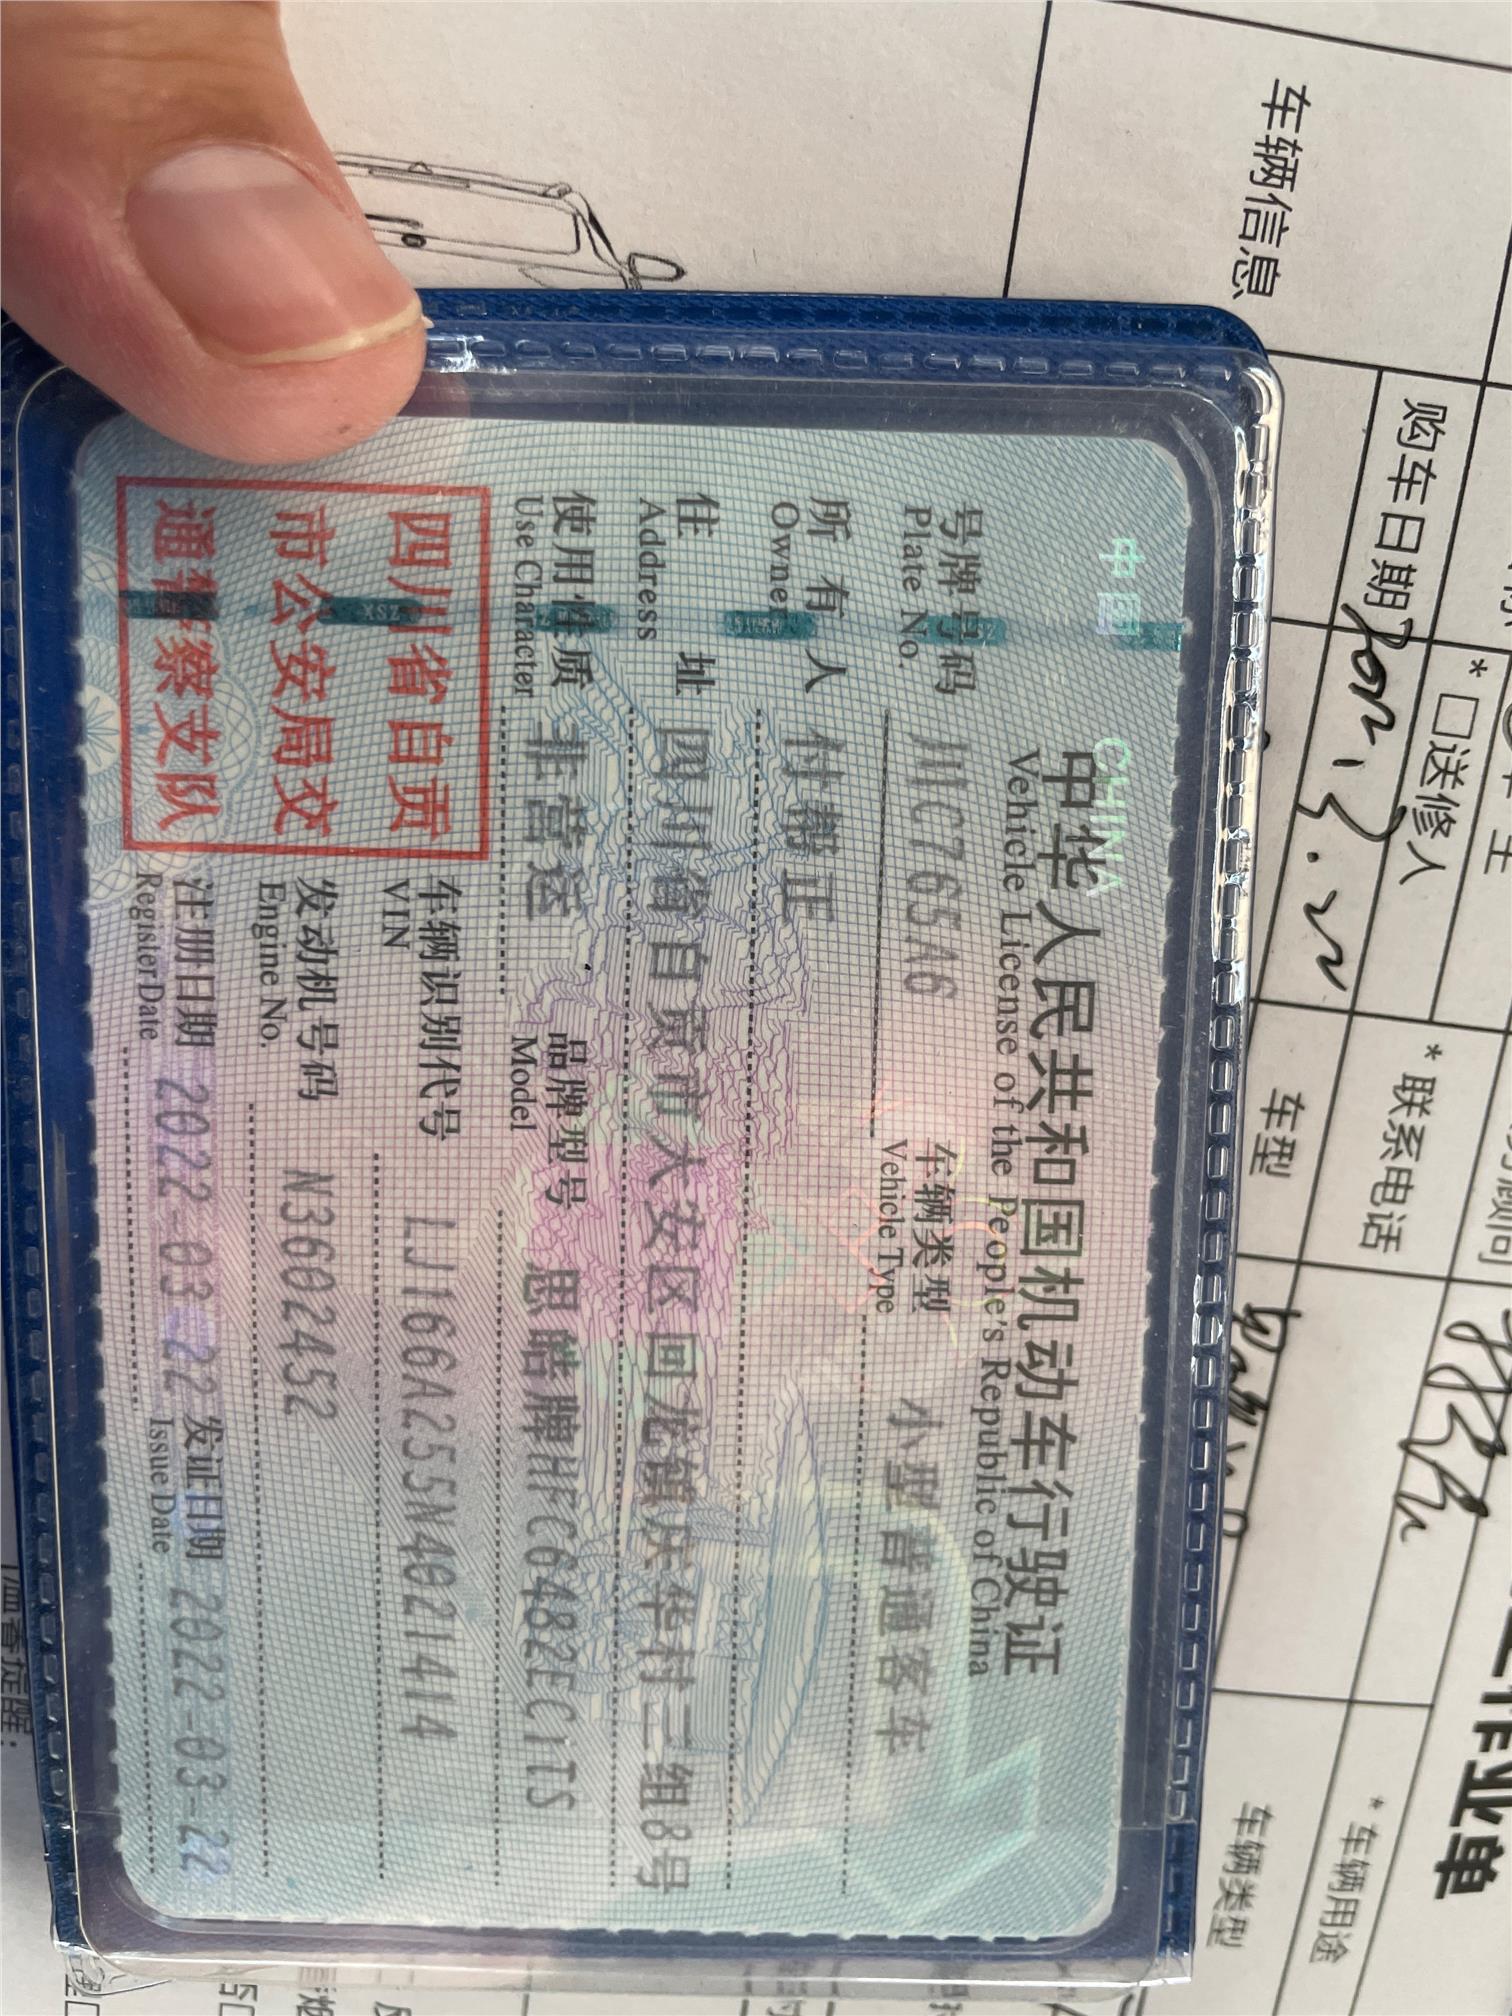 中国 CHINA
中华人民共和国机动车行驶证
Vehicle License of the People's Republic of China
号牌号码 川C765A6 车辆类型 小型普通客车
Plate No. Vehicle Type
所有人 付帮正
Owner
住址 四川省自贡市大安区回龙镇庆华村三组8号
Address
使用性质 非营运 品牌型号 思皓牌HFC6482ECITS
Use Character Model
四川省自贡
市公安局交
通警察支队
车辆识别代号 LJ166A255N4021414
VIN
发动机号码 N3602452
Engine No.
注册日期 2022-03-22 发证日期 2022-03-22
Register Date Issue Date
作业单
*车辆用途
车辆类型
*联系电话
车型
*□送修人
购车日期
车辆信息